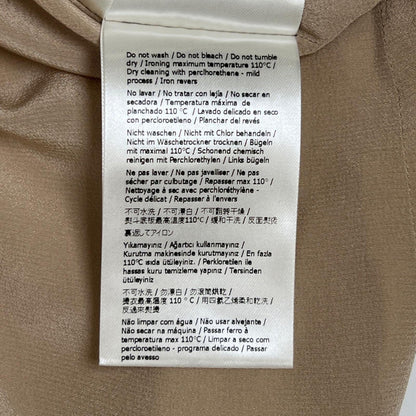 Do not wash / Do not bleach / Do not tumble
dry / Ironing maximum temperature 110°C /
Dry cleaning with perclhorethene - mild
process / Iron revers
No lavar / No tratar con lejla / No secar en
secadora / Temperatura máxima de
planchado 110 °C / Lavado delicado en seco
con percloroetleno / Planchar del revés
Nicht waschen / Nicht mit Chlor behandeln /
Nicht im Wäschetrockner trocknen / Bügeln
mit maximal 110°C / Schonend chemisch
reinigen mit Perchlorethylen / Links bügeln
Ne pas laver / Ne pas javelliser / Ne pas
sécher par culbutage / Repasser max 110° /
Nettoyage à sec avec perchloréthylène -
Cycle délicat / Repasser à l'envers
不可水洗 / 不可漂白 / 不可翻转干燥 /
熨斗底板最高溫度110°C / 緩和干洗 / 反面熨烫
裏返してアイロン
Yıkamayınız / Ağartıcı kullanmayınız /
Kurutma makinesinde kurutmayınız / En fazla
110°C ısıda ütüleyiniz. / Perkloretilen ile
hassas kuru temizleme yapınız / Tersinden
ütüleyiniz
不可水洗 / 勿漂白 / 勿滾筒烘乾 /
燙衣最高溫度 110 °C / 用四氯乙烯柔和乾洗 /
反過來熨燙
Não limpar com água / Não usar alvejante /
Não secar na máquina / Passar ferro à
temperatura max 110°C / Limpar a seco com
percloroetileno - programa delicado / Passar
pelo avesso